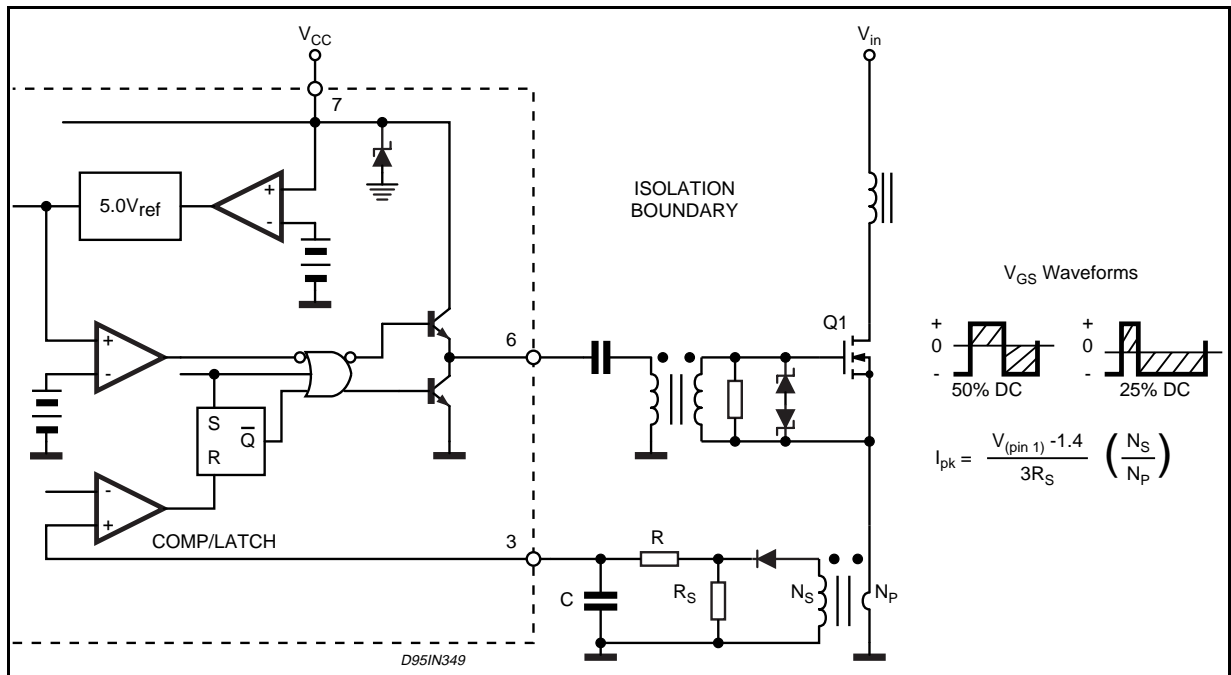 VCC
Vin
7
5.0Vref
+
-
ISOLATION
BOUNDARY
VGS Waveforms
Q1
6
+
0
-
50% DC
+
0
-
25% DC
+
-
S
R
Q̅
Ipk = V(pin 1) -1.4 / 3RS ( NS / NP )
-
+
COMP/LATCH
3
R
C
RS
NS
NP
D95IN349